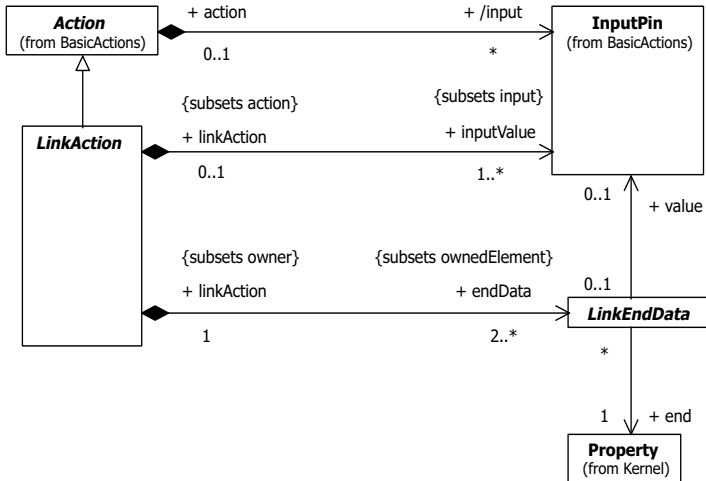 Action
(from BasicActions)
+ action
+ /input
0..1
*
InputPin
(from BasicActions)
LinkAction
{subsets action}
{subsets input}
+ linkAction
+ inputValue
0..1
1..*
0..1
+ value
{subsets owner}
{subsets ownedElement}
+ linkAction
+ endData
1
2..*
0..1
LinkEndData
*
1
+ end
Property
(from Kernel)